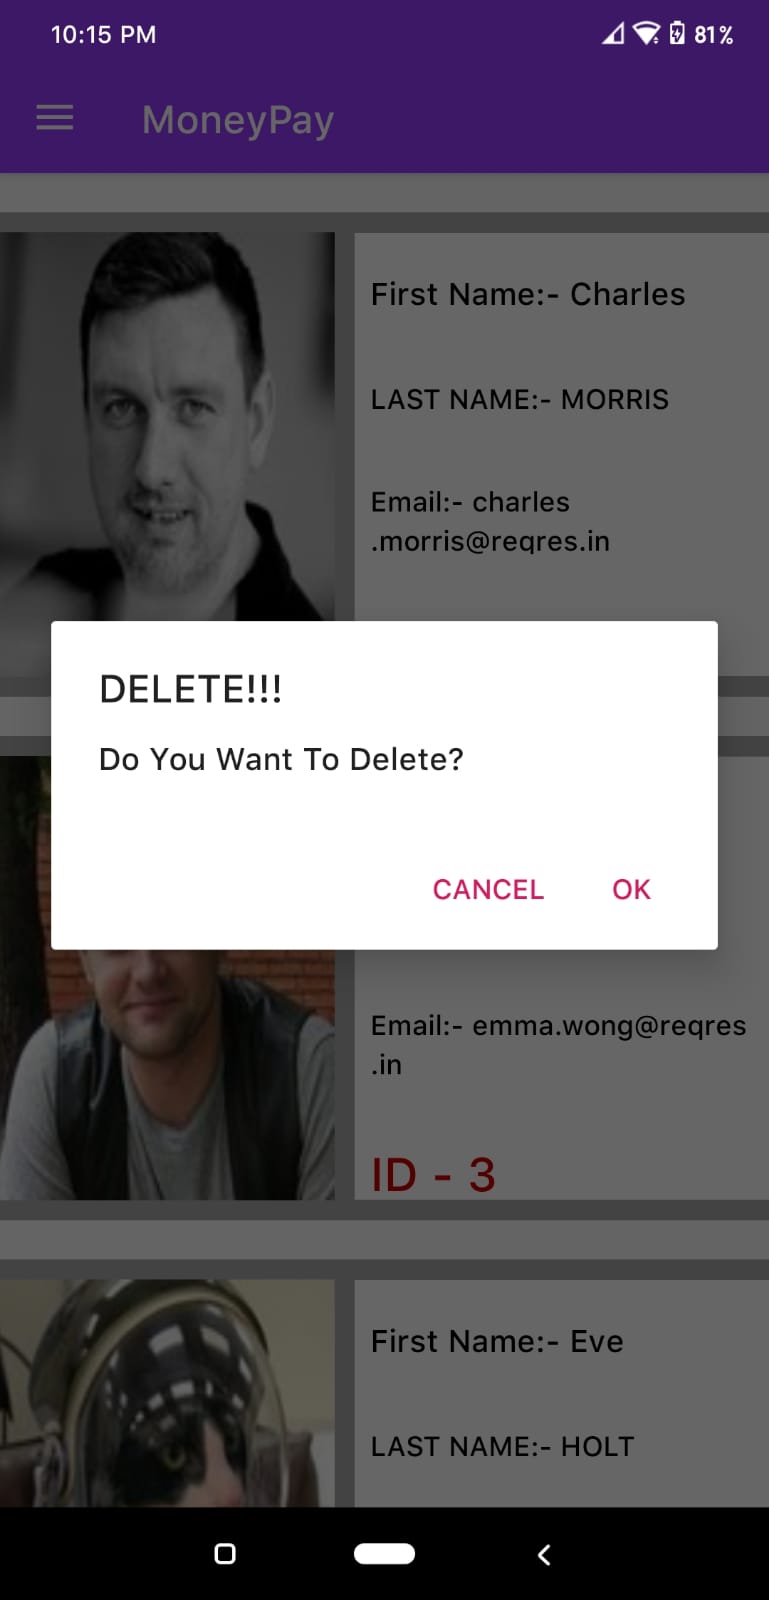 10:15 PM 81%
MoneyPay
First Name:- Charles
LAST NAME:- MORRIS
Email:- charles
.morris@reqres.in
DELETE!!!
Do You Want To Delete?
CANCEL OK
Email:- emma.wong@reqres
.in
ID - 3
First Name:- Eve
LAST NAME:- HOLT